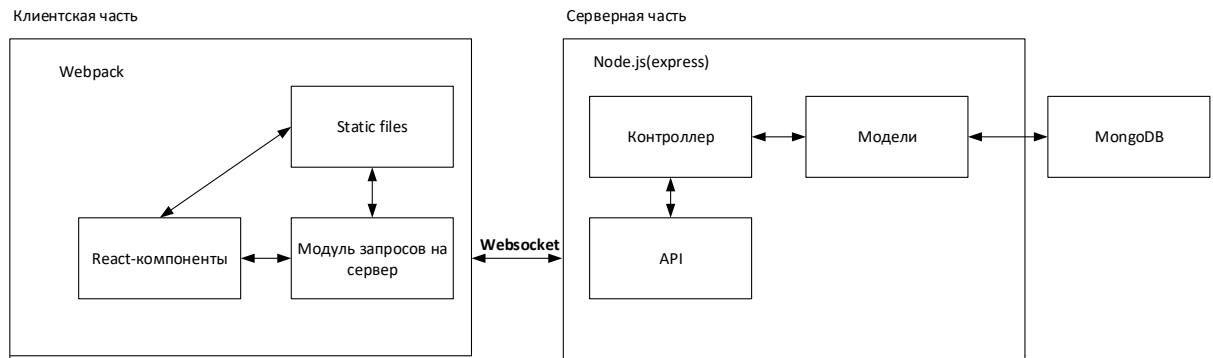 Клиентская часть
Серверная часть
Webpack
Node.js(express)
Static files
Контроллер
Модели
MongoDB
React-компоненты
Модуль запросов на
сервер
Websocket
API